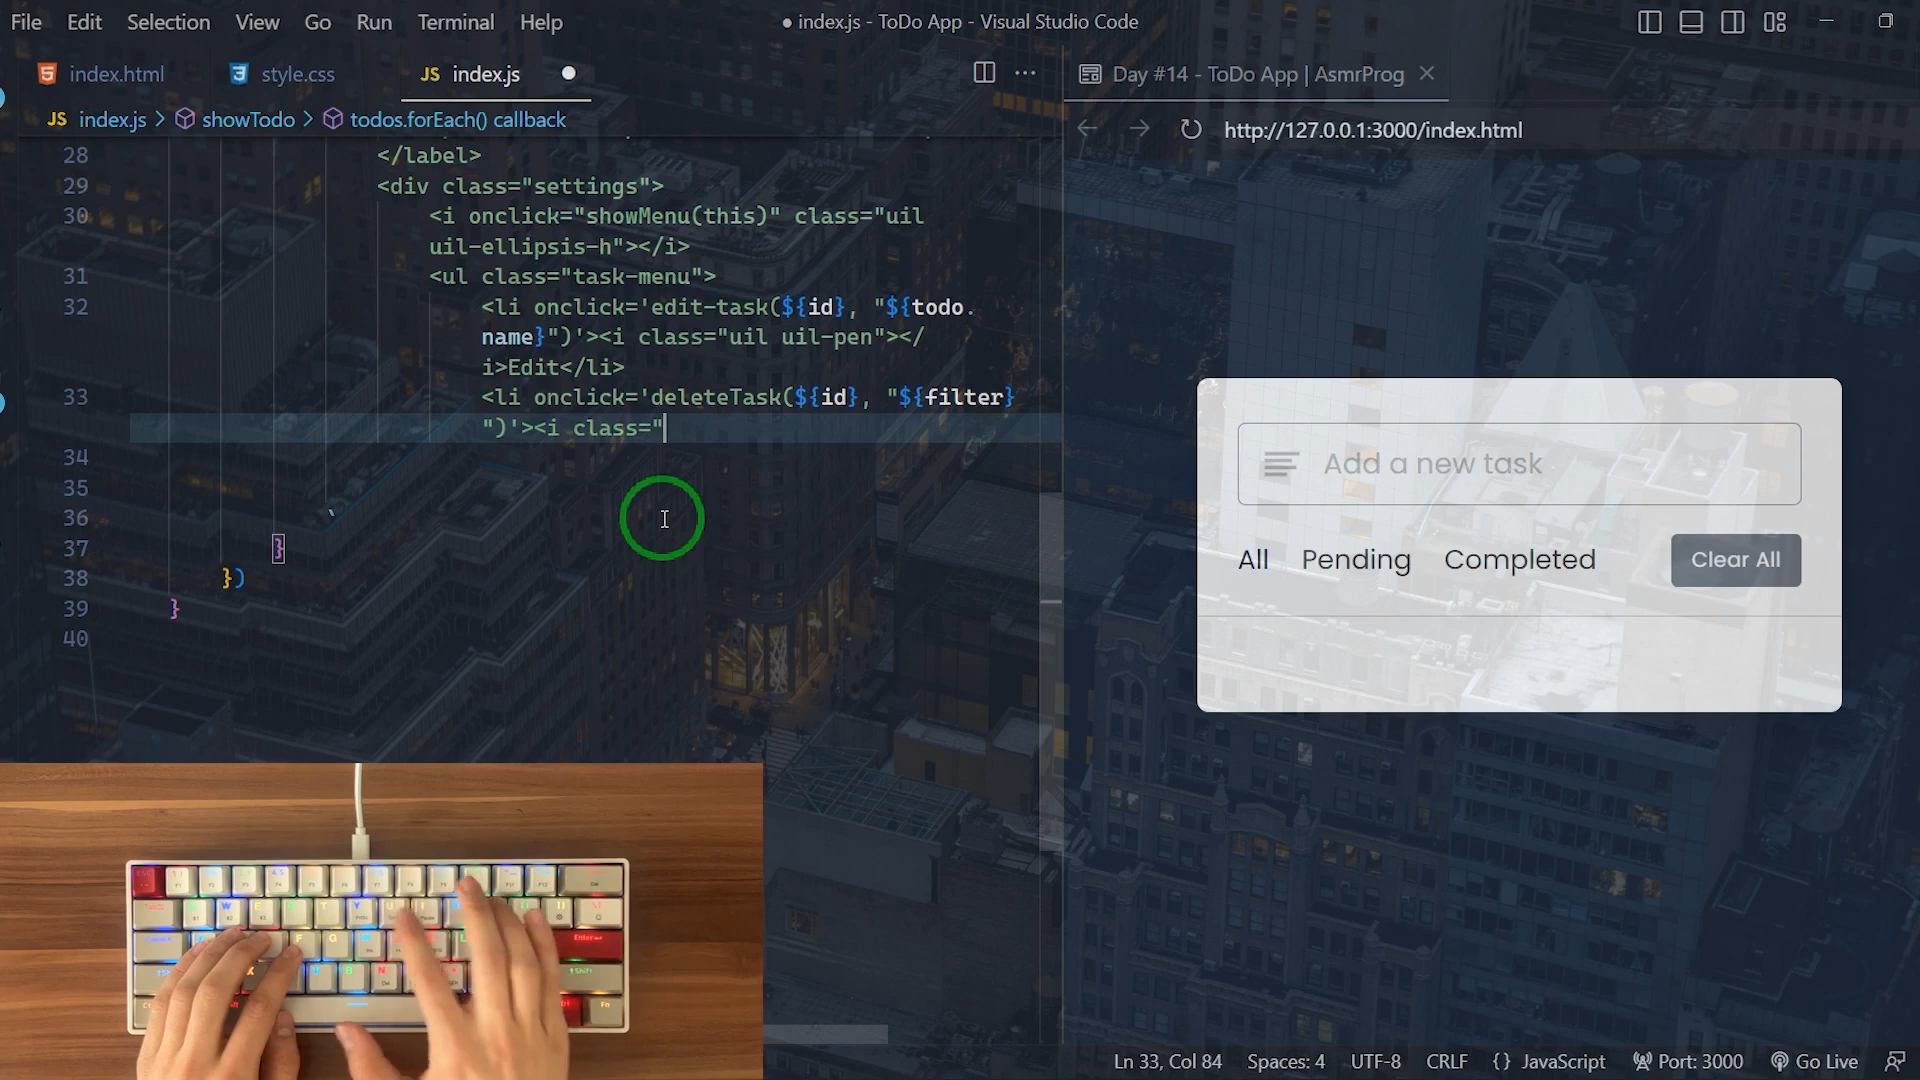 File Edit Selection View Go Run Terminal Help
● index.js - ToDo App - Visual Studio Code
index.html
style.css
JS index.js
JS index.js > showTodo > todos.forEach() callback
28 </label>
29 <div class="settings">
30 <i onclick="showMenu(this)" class="uil
uil-ellipsis-h"></i>
31 <ul class="task-menu">
32 <li onclick='edit-task(${id}, "${todo.
name}")'><i class="uil uil-pen"></
i>Edit</li>
33 <li onclick='deleteTask(${id}, "${filter}
")'><i class="
34
35
36 `
37 }
38 })
39 }
40
Day #14 - ToDo App | AsmrProg
http://127.0.0.1:3000/index.html
Add a new task
All Pending Completed Clear All
Ln 33, Col 84 Spaces: 4 UTF-8 CRLF {} JavaScript Port: 3000 Go Live